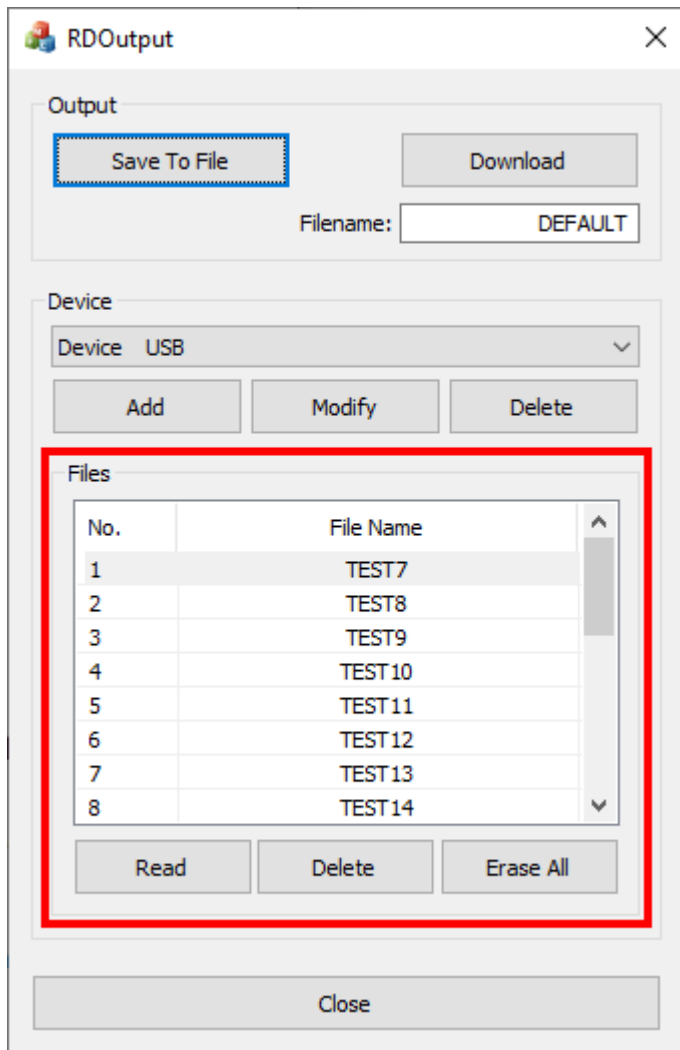 RDOutput
Output
Save To File Download
Filename: DEFAULT
Device
Device USB
Add Modify Delete
Files
No. File Name
1 TEST7
2 TEST8
3 TEST9
4 TEST10
5 TEST11
6 TEST12
7 TEST13
8 TEST14
Read Delete Erase All
Close